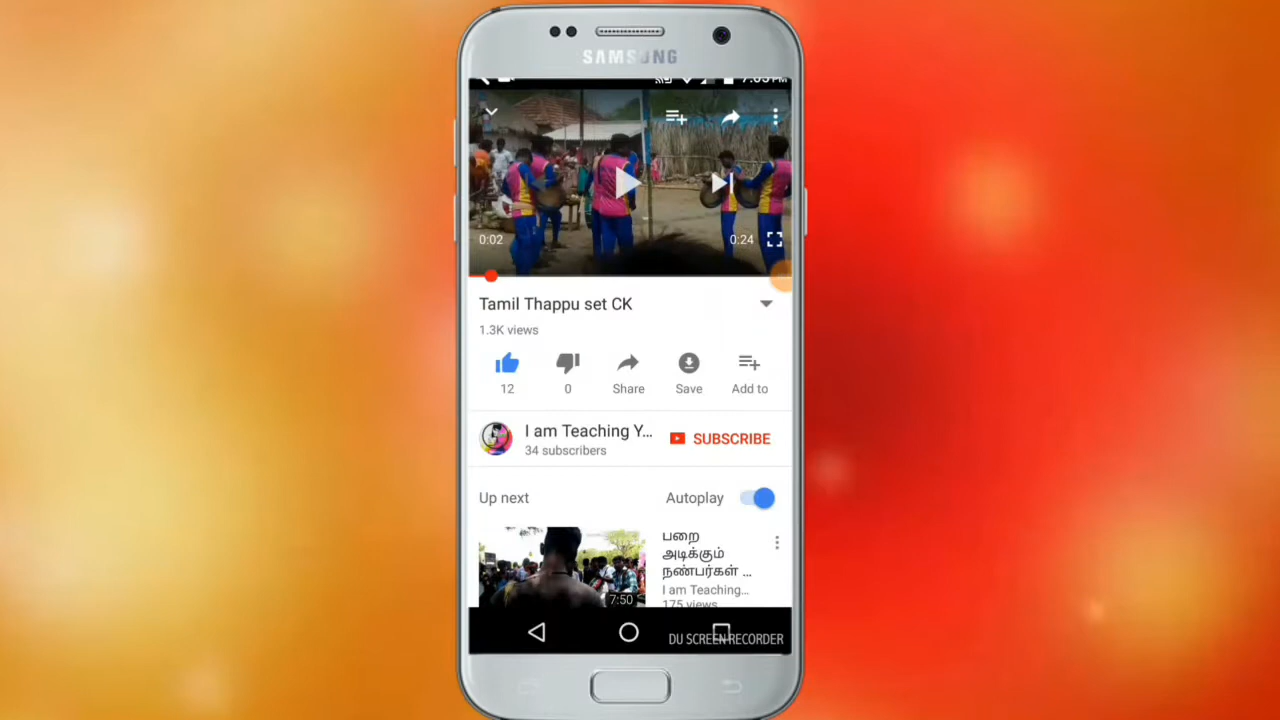 SAMSUNG
0:02
0:24
Tamil Thappu set CK
1.3K views
12
0
Share
Save
Add to
I am Teaching Y...
SUBSCRIBE
34 subscribers
Up next
Autoplay
பறை
அடிக்கும்
நண்பர்கள் ...
I am Teaching...
175 views
7:50
DU SCREEN RECORDER